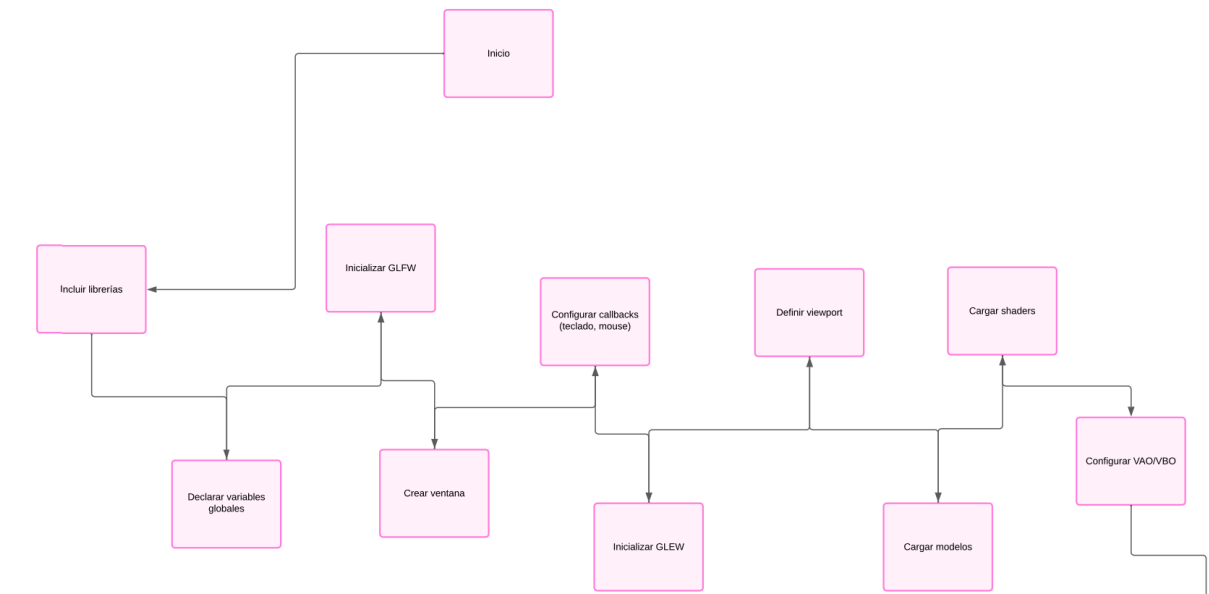 Inicio
Incluir librerías
Inicializar GLFW
Configurar callbacks
(teclado, mouse)
Definir viewport
Cargar shaders
Declarar variables
globales
Crear ventana
Inicializar GLEW
Cargar modelos
Configurar VAO/VBO